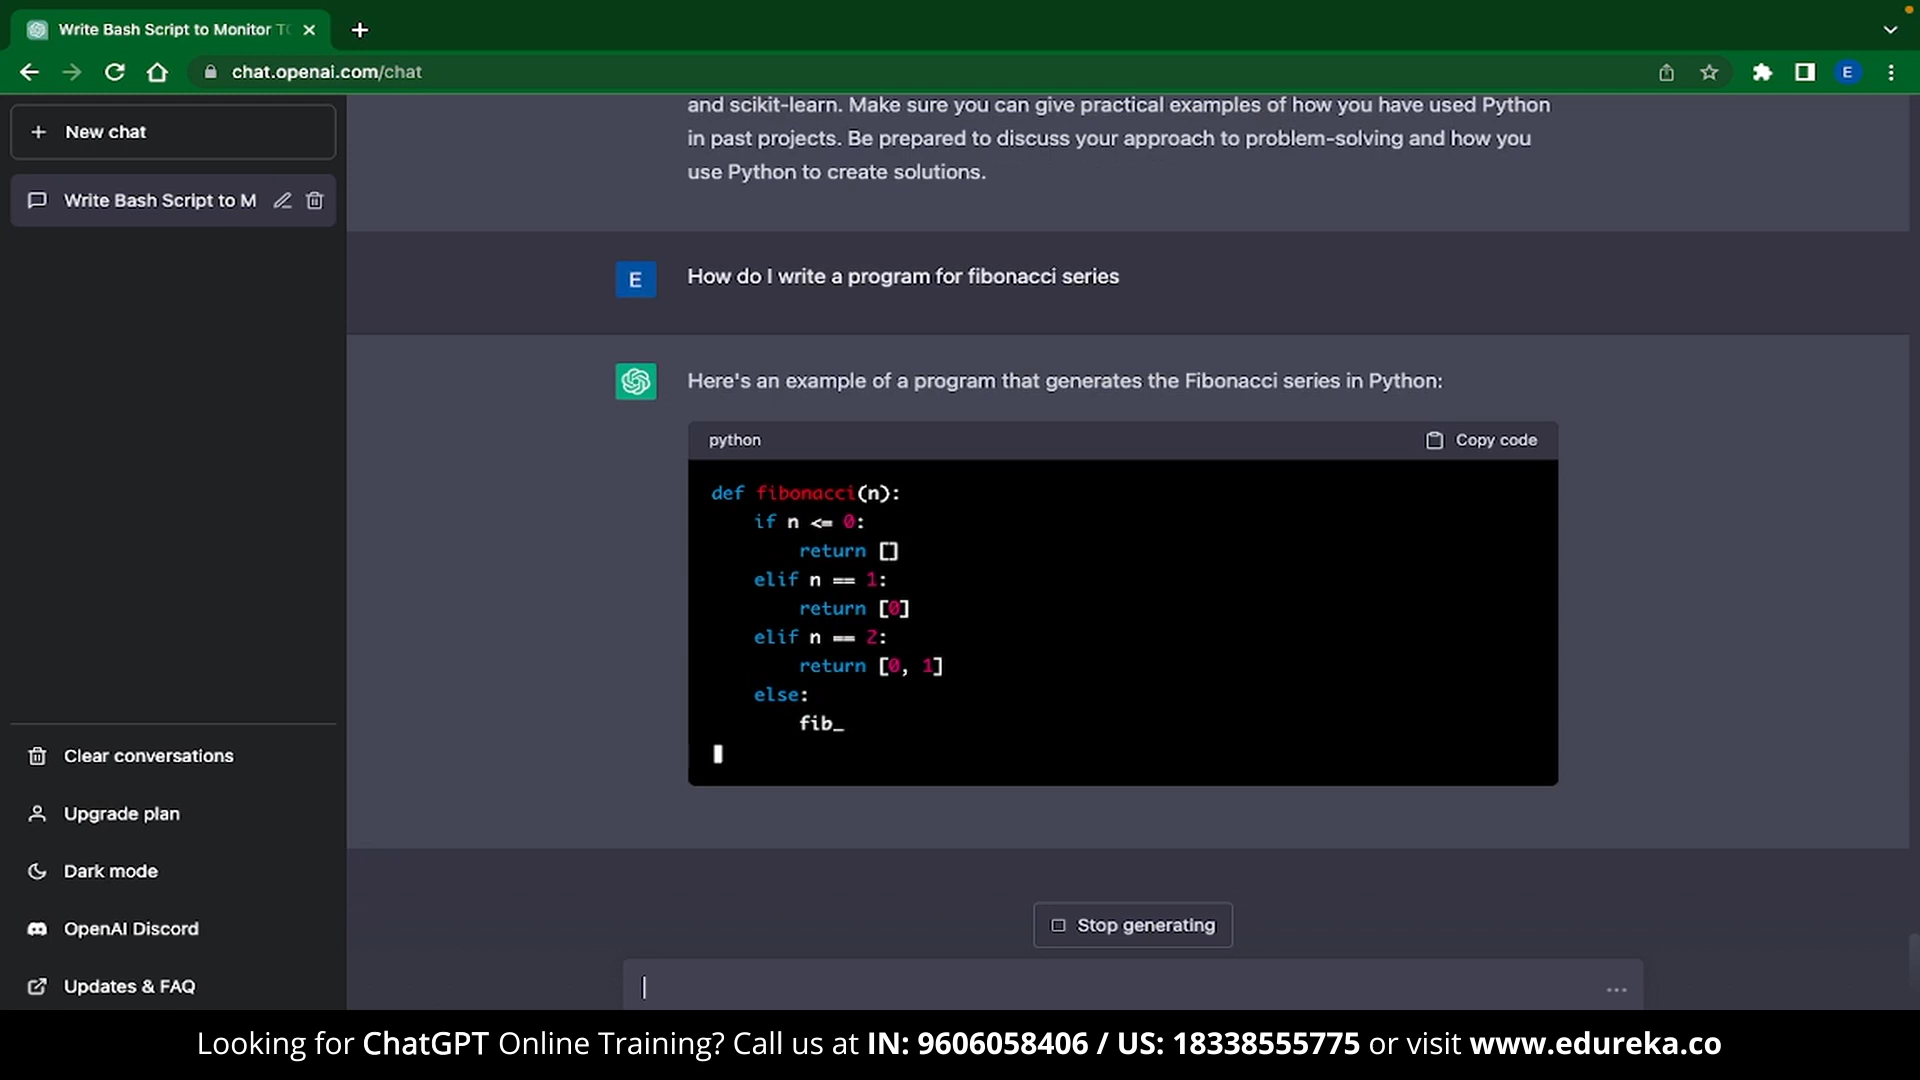 Write Bash Script to Monitor TC
chat.openai.com/chat
E
New chat
Write Bash Script to M
and scikit-learn. Make sure you can give practical examples of how you have used Python
in past projects. Be prepared to discuss your approach to problem-solving and how you
use Python to create solutions.
E
How do I write a program for fibonacci series
Here's an example of a program that generates the Fibonacci series in Python:
python
Copy code
def fibonacci(n):
    if n <= 0:
        return []
    elif n == 1:
        return [0]
    elif n == 2:
        return [0, 1]
    else:
        fib_
Clear conversations
Upgrade plan
Dark mode
OpenAI Discord
Updates & FAQ
Stop generating
Looking for ChatGPT Online Training? Call us at IN: 9606058406 / US: 18338555775 or visit www.edureka.co